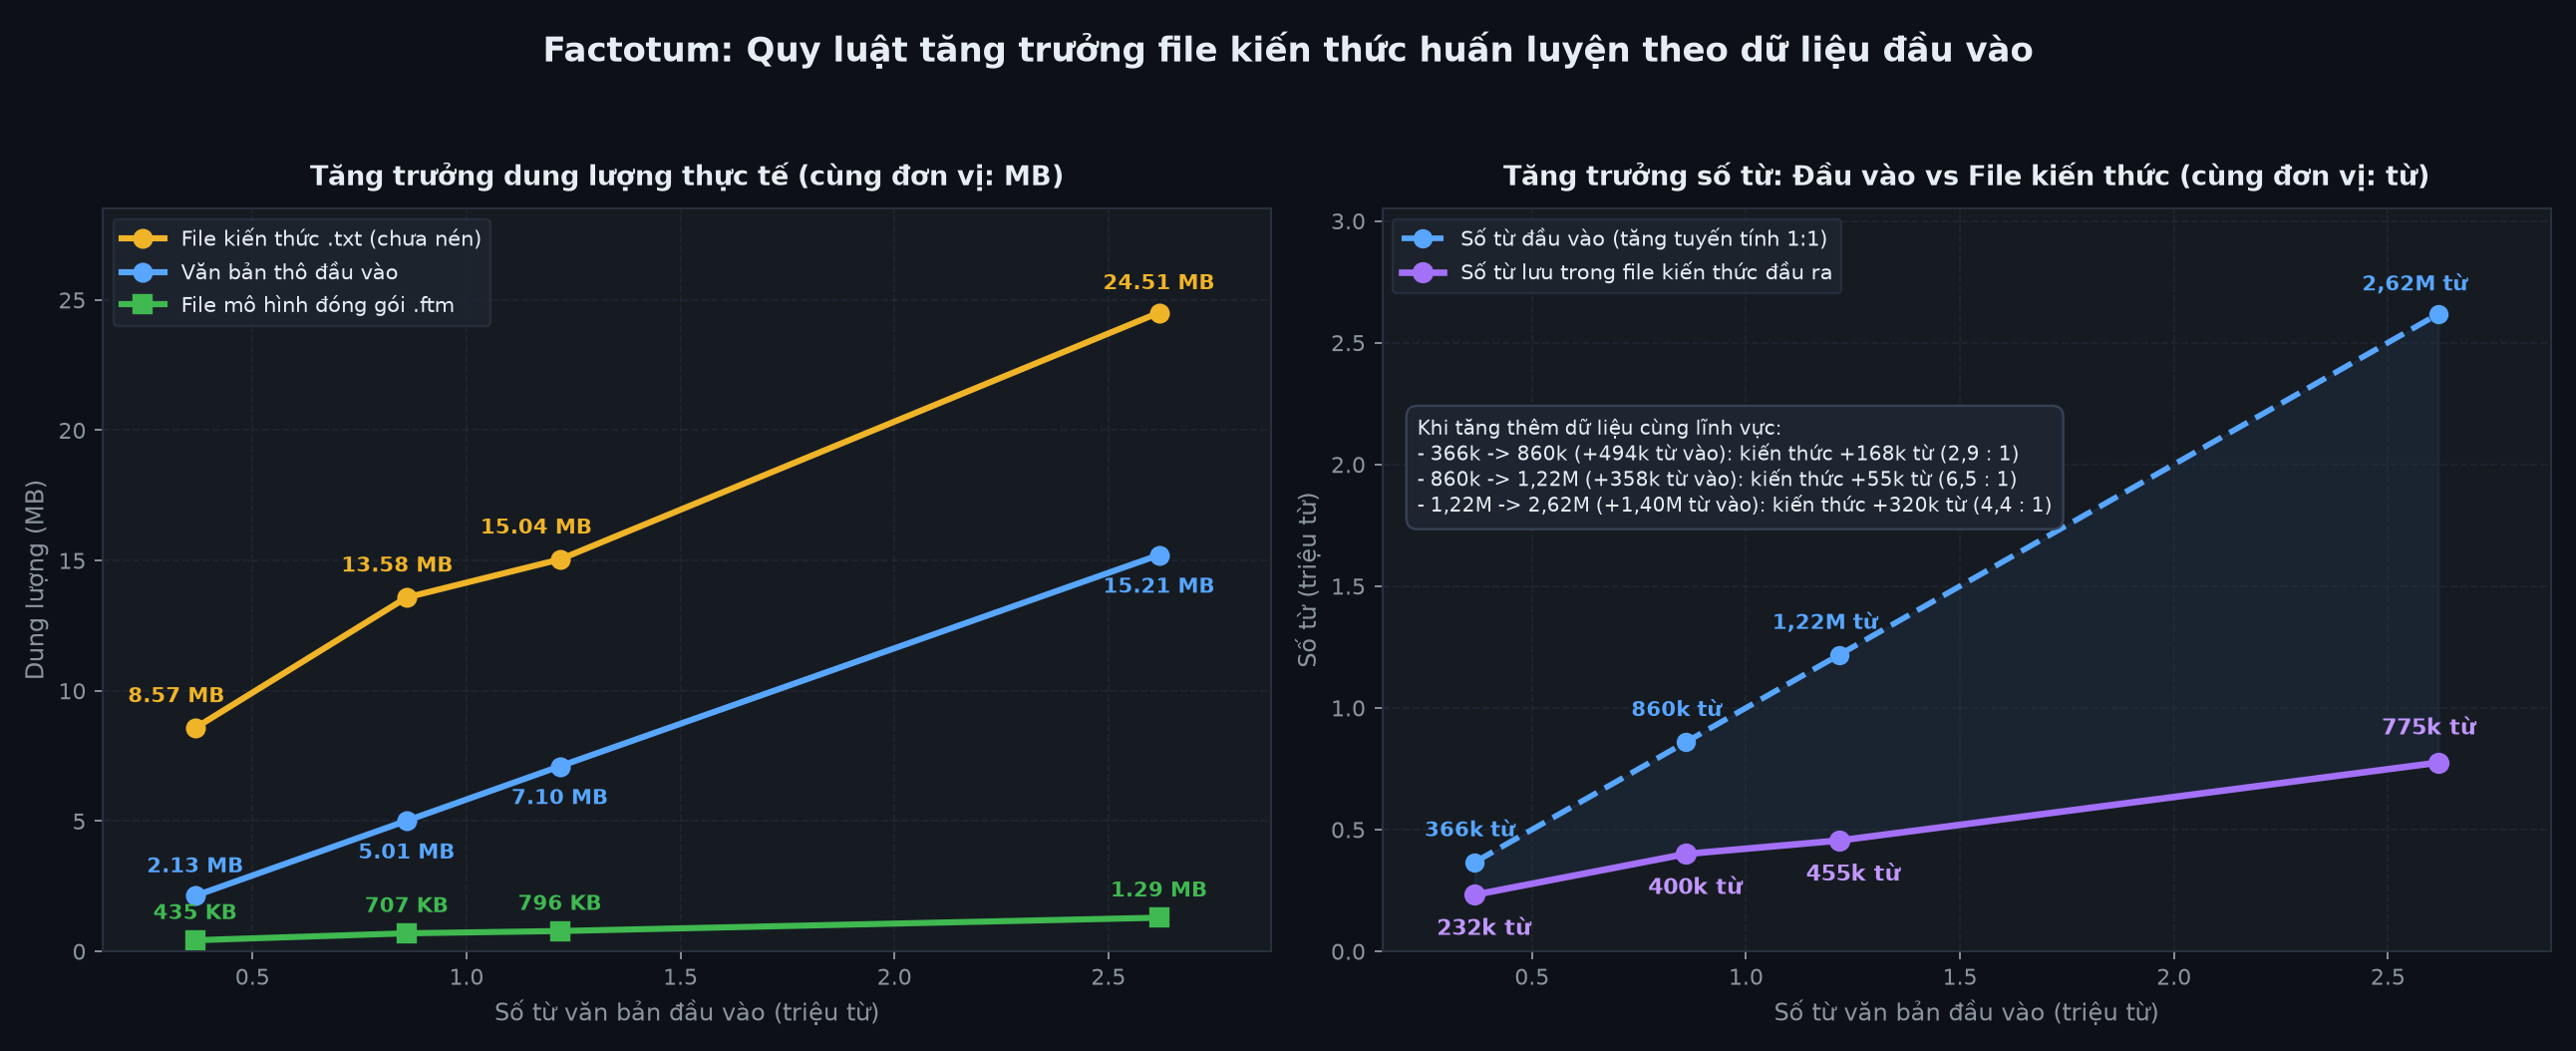 Factotum: Quy luật tăng trưởng file kiến thức huấn luyện theo dữ liệu đầu vào
Tăng trưởng dung lượng thực tế (cùng đơn vị: MB)
File kiến thức .txt (chưa nén)
Văn bản thô đầu vào
File mô hình đóng gói .ftm
Dung lượng (MB)
25
20
15
10
5
0
24.51 MB
15.04 MB
13.58 MB
8.57 MB
15.21 MB
7.10 MB
5.01 MB
2.13 MB
435 KB
707 KB
796 KB
1.29 MB
0.5
1.0
1.5
2.0
2.5
Số từ văn bản đầu vào (triệu từ)
Tăng trưởng số từ: Đầu vào vs File kiến thức (cùng đơn vị: từ)
Số từ đầu vào (tăng tuyến tính 1:1)
Số từ lưu trong file kiến thức đầu ra
Số từ (triệu từ)
3.0
2.5
2.0
1.5
1.0
0.5
0.0
2,62M từ
Khi tăng thêm dữ liệu cùng lĩnh vực:
- 366k -> 860k (+494k từ vào): kiến thức +168k từ (2,9 : 1)
- 860k -> 1,22M (+358k từ vào): kiến thức +55k từ (6,5 : 1)
- 1,22M -> 2,62M (+1,40M từ vào): kiến thức +320k từ (4,4 : 1)
1,22M từ
860k từ
366k từ
775k từ
455k từ
400k từ
232k từ
0.5
1.0
1.5
2.0
2.5
Số từ văn bản đầu vào (triệu từ)